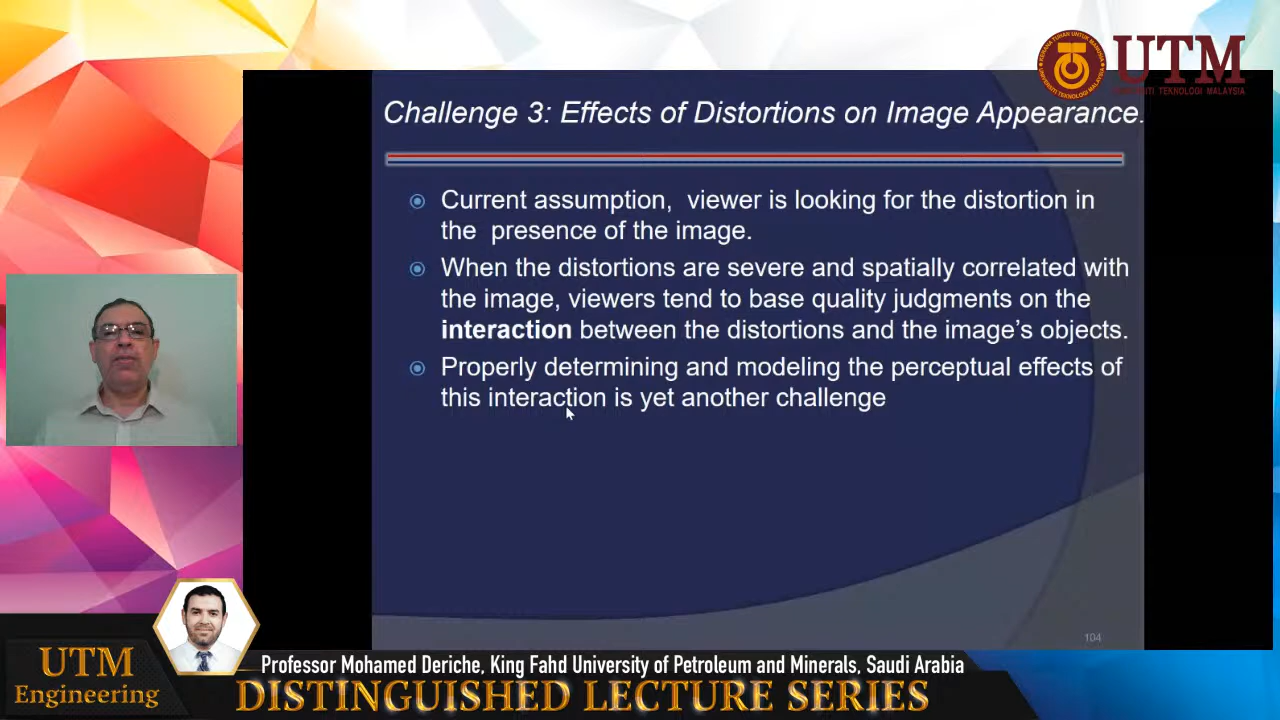 UTM
UNIVERSITI TEKNOLOGI MALAYSIA
Challenge 3: Effects of Distortions on Image Appearance.
Current assumption, viewer is looking for the distortion in
the presence of the image.
When the distortions are severe and spatially correlated with
the image, viewers tend to base quality judgments on the
interaction between the distortions and the image's objects.
Properly determining and modeling the perceptual effects of
this interaction is yet another challenge
104
UTM
Engineering
Professor Mohamed Deriche, King Fahd University of Petroleum and Minerals, Saudi Arabia
DISTINGUISHED LECTURE SERIES